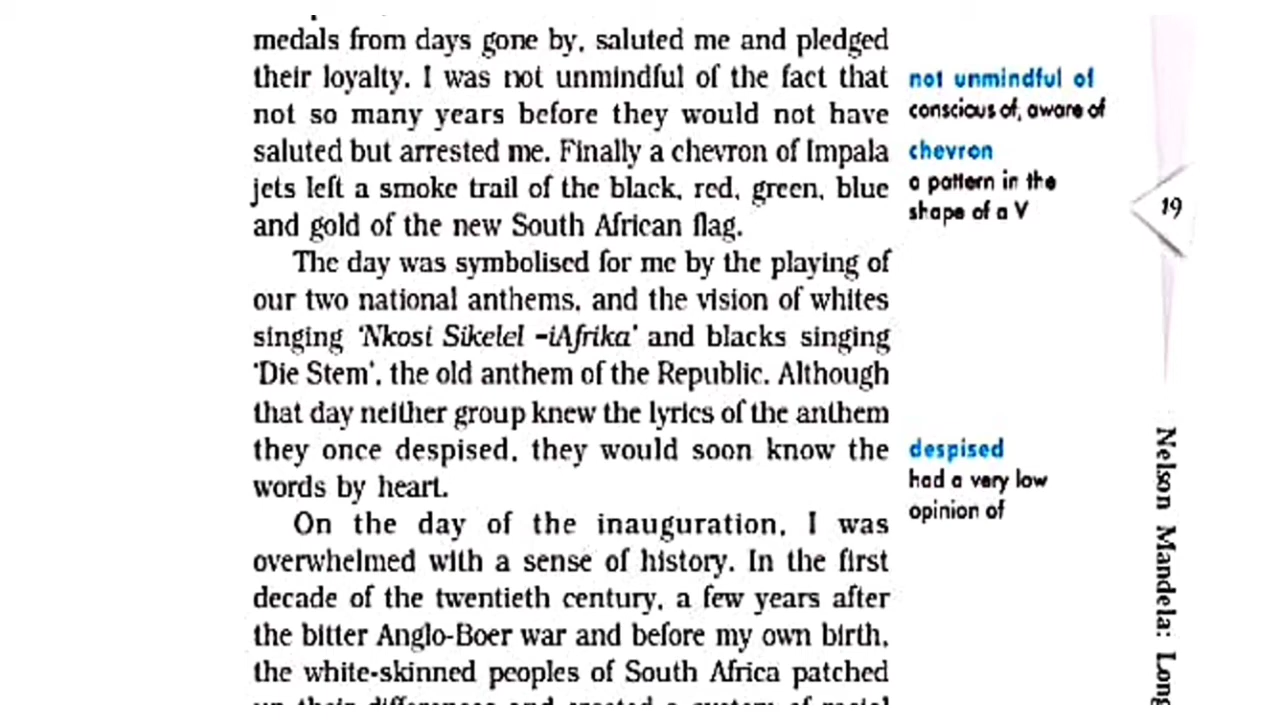 medals from days gone by, saluted me and pledged
their loyalty. I was not unmindful of the fact that
not so many years before they would not have
saluted but arrested me. Finally a chevron of Impala
jets left a smoke trail of the black, red, green, blue
and gold of the new South African flag.
The day was symbolised for me by the playing of
our two national anthems, and the vision of whites
singing ‘Nkosi Sikelel –iAfrika’ and blacks singing
‘Die Stem’, the old anthem of the Republic. Although
that day neither group knew the lyrics of the anthem
they once despised, they would soon know the
words by heart.
On the day of the inauguration, I was
overwhelmed with a sense of history. In the first
decade of the twentieth century, a few years after
the bitter Anglo-Boer war and before my own birth,
the white-skinned peoples of South Africa patched
up their differences and created a system of racial
not unmindful of
conscious of, aware of
chevron
a pattern in the
shape of a V
despised
had a very low
opinion of
19
Nelson Mandela: Long